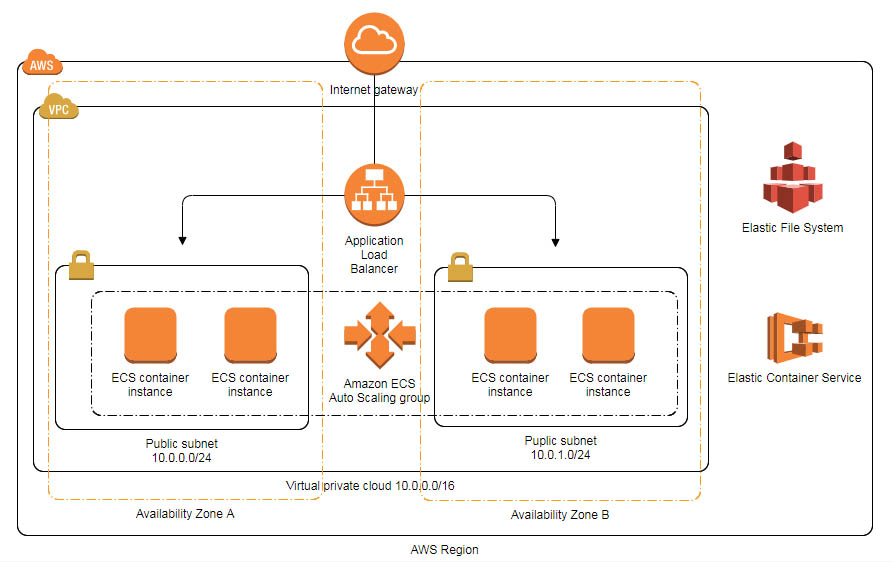 AWS
Internet gateway
VPC
Application
Load
Balancer
Elastic File System
ECS container
instance
ECS container
instance
Amazon ECS
Auto Scaling group
ECS container
instance
ECS container
instance
Elastic Container Service
Public subnet
10.0.0.0/24
Puplic subnet
10.0.1.0/24
Virtual private cloud 10.0.0.0/16
Availability Zone A
Availability Zone B
AWS Region